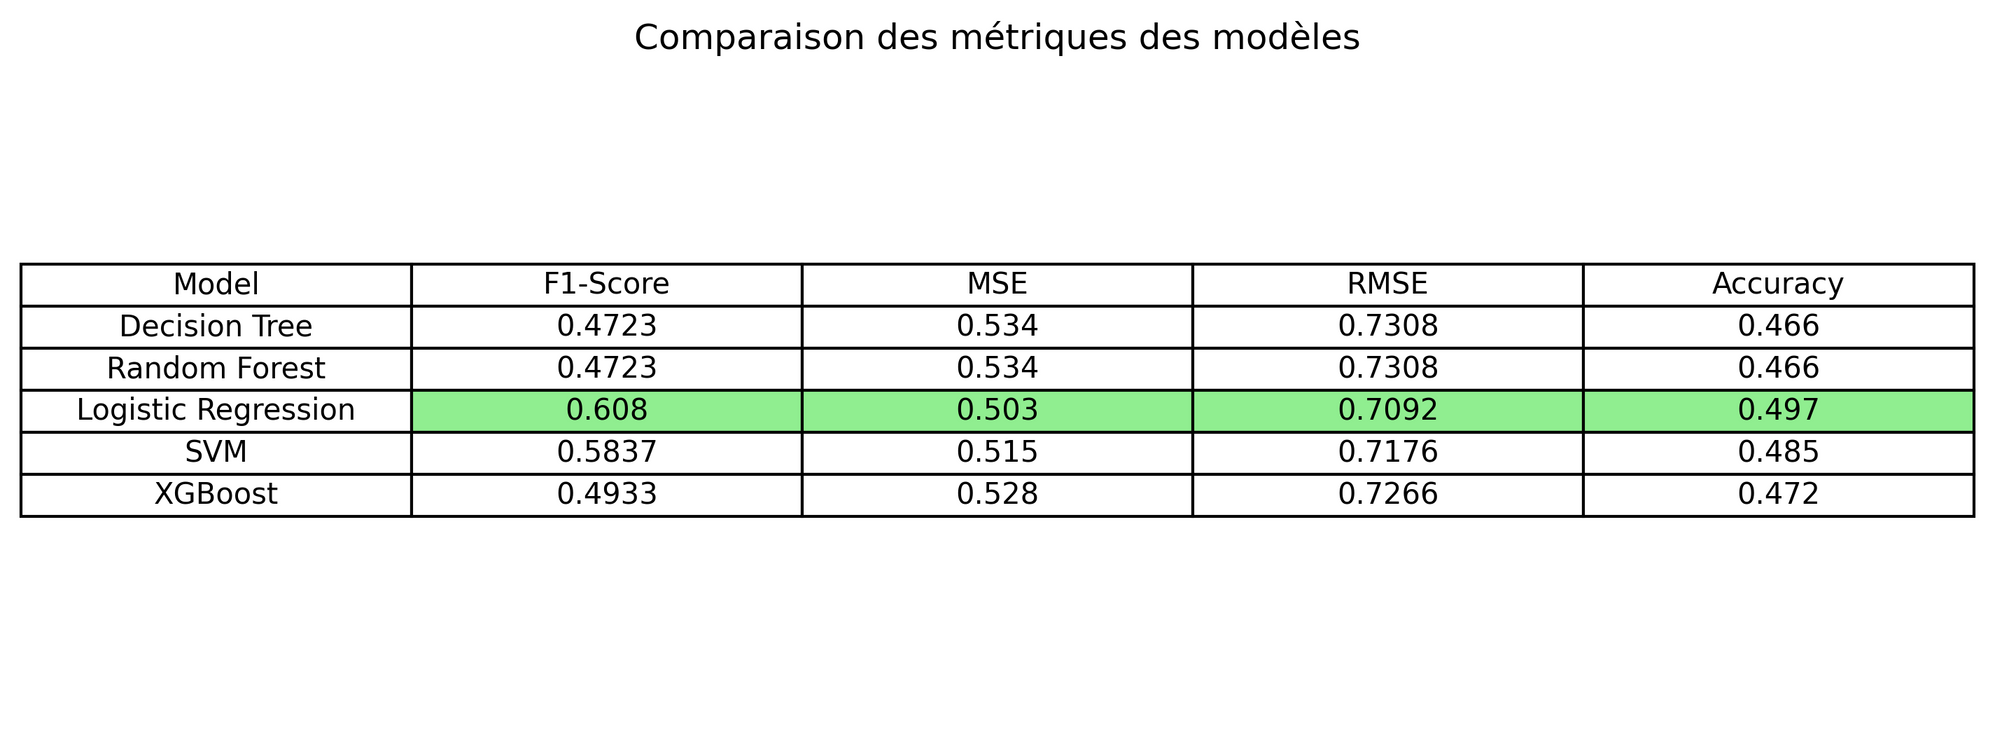 Comparaison des métriques des modèles
Model F1-Score MSE RMSE Accuracy
Decision Tree 0.4723 0.534 0.7308 0.466
Random Forest 0.4723 0.534 0.7308 0.466
Logistic Regression 0.608 0.503 0.7092 0.497
SVM 0.5837 0.515 0.7176 0.485
XGBoost 0.4933 0.528 0.7266 0.472